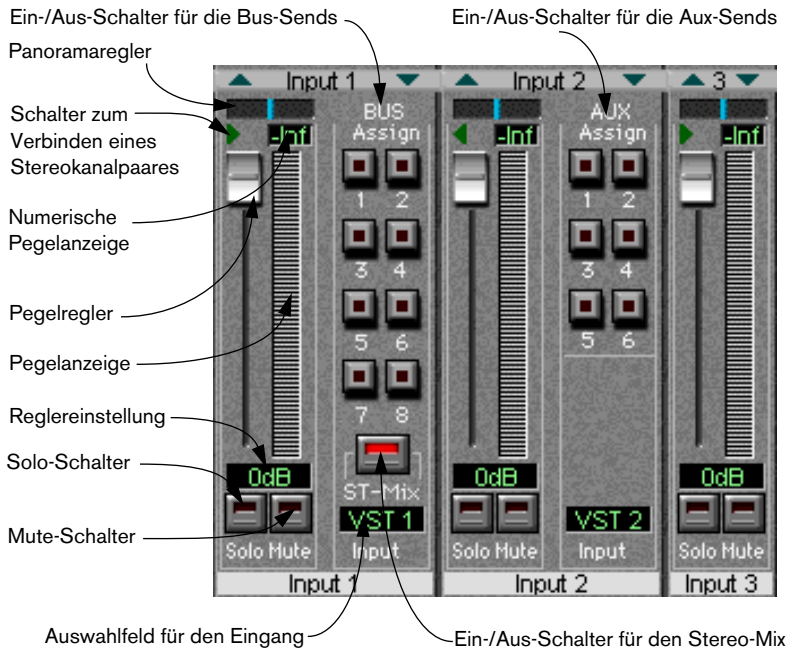 Ein-/Aus-Schalter für die Bus-Sends
Ein-/Aus-Schalter für die Aux-Sends
Panoramaregler
Schalter zum
Verbinden eines
Stereokanalpaares
Numerische
Pegelanzeige
Pegelregler
Pegelanzeige
Reglereinstellung
Solo-Schalter
Mute-Schalter
Input 1
Input 2
3
-Inf
BUS
Assign
1 2
3 4
5 6
7 8
ST-Mix
0dB
VST 1
Solo Mute
Input
Input 1
-Inf
AUX
Assign
1 2
3 4
5 6
0dB
VST 2
Solo Mute
Input
Input 2
-Inf
0dB
Solo Mute
Input 3
Auswahlfeld für den Eingang
Ein-/Aus-Schalter für den Stereo-Mix